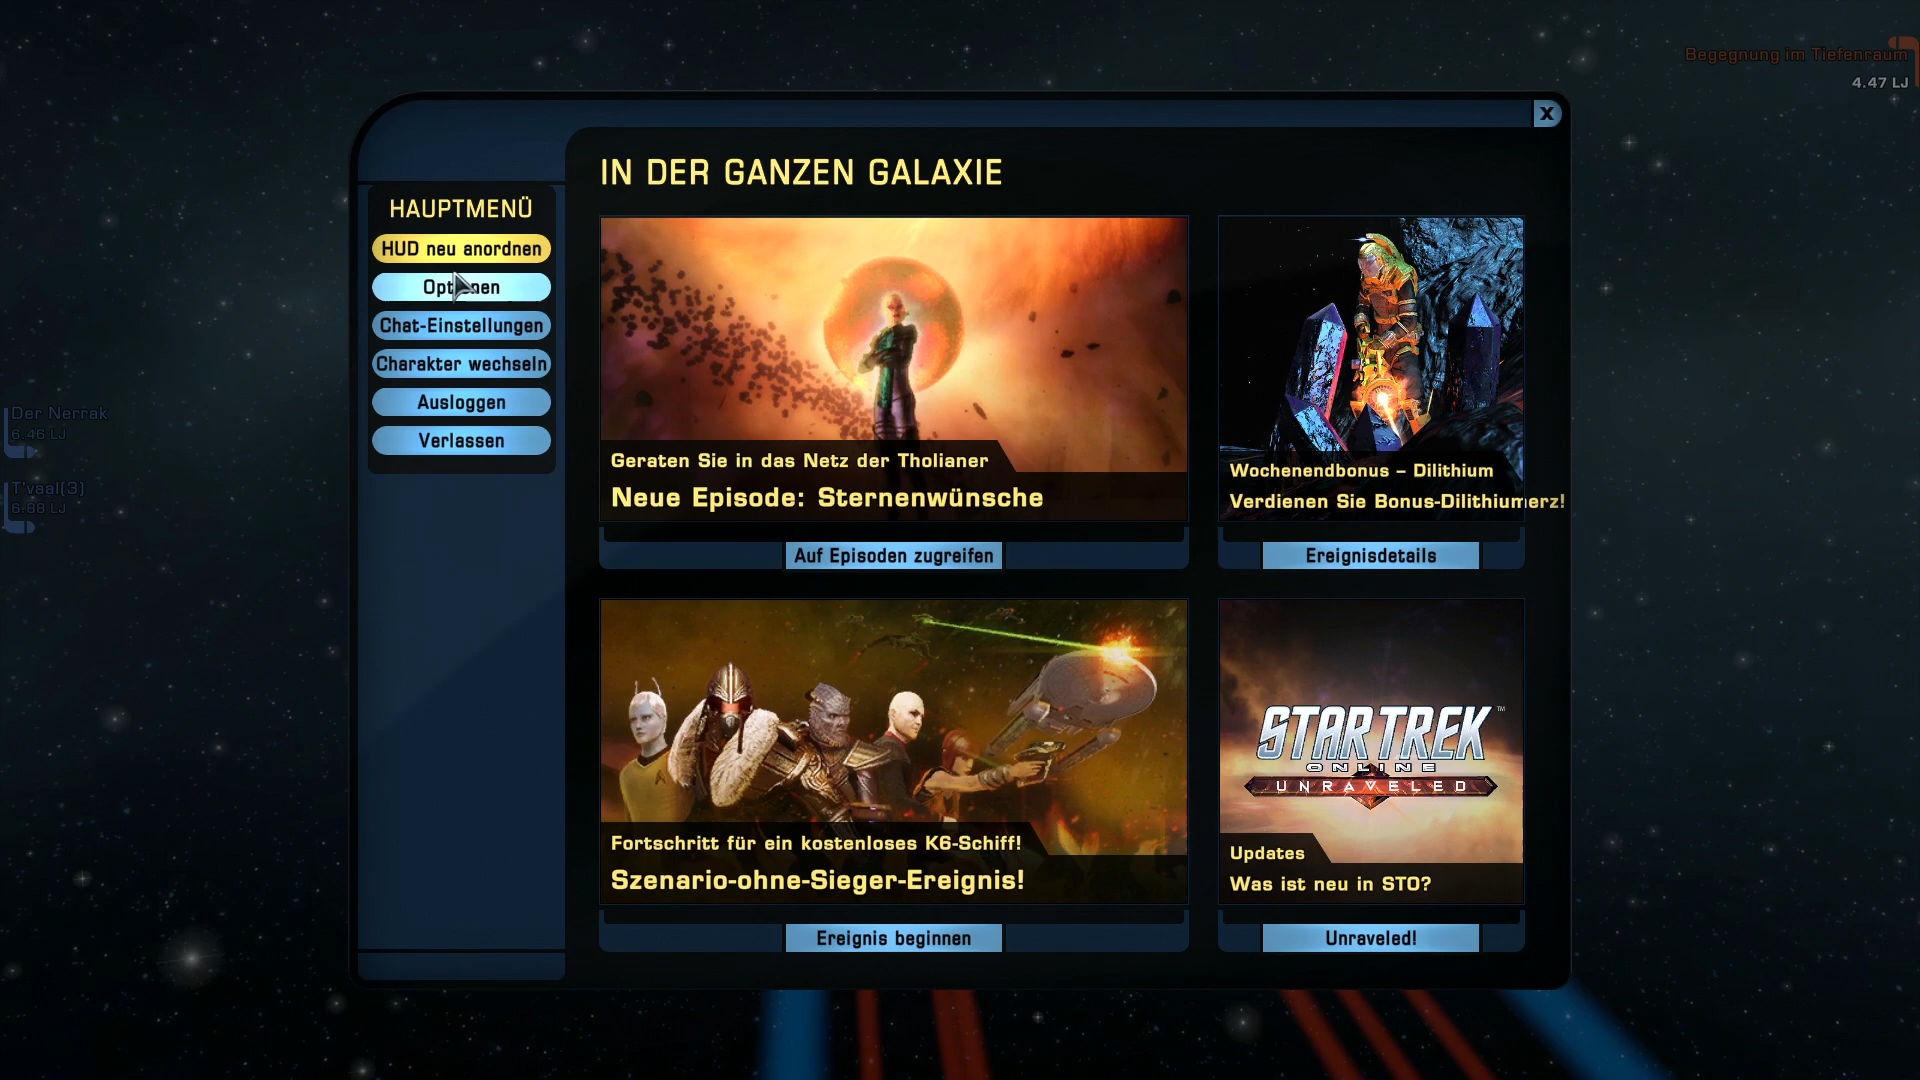 Begegnung im Tiefenraum
4.47 LJ
X
IN DER GANZEN GALAXIE
HAUPTMENÜ
HUD neu anordnen
Optionen
Chat-Einstellungen
Charakter wechseln
Ausloggen
Verlassen
Der Nerrak
6.46 LJ
T'vaal(3)
6.88 LJ
Geraten Sie in das Netz der Tholianer
Neue Episode: Sternenwünsche
Auf Episoden zugreifen
Wochenendbonus – Dilithium
Verdienen Sie Bonus-Dilithiumerz!
Ereignisdetails
Fortschritt für ein kostenloses K6-Schiff!
Szenario-ohne-Sieger-Ereignis!
Ereignis beginnen
STAR TREK™
ONLINE
UNRAVELED
Updates
Was ist neu in STO?
Unraveled!